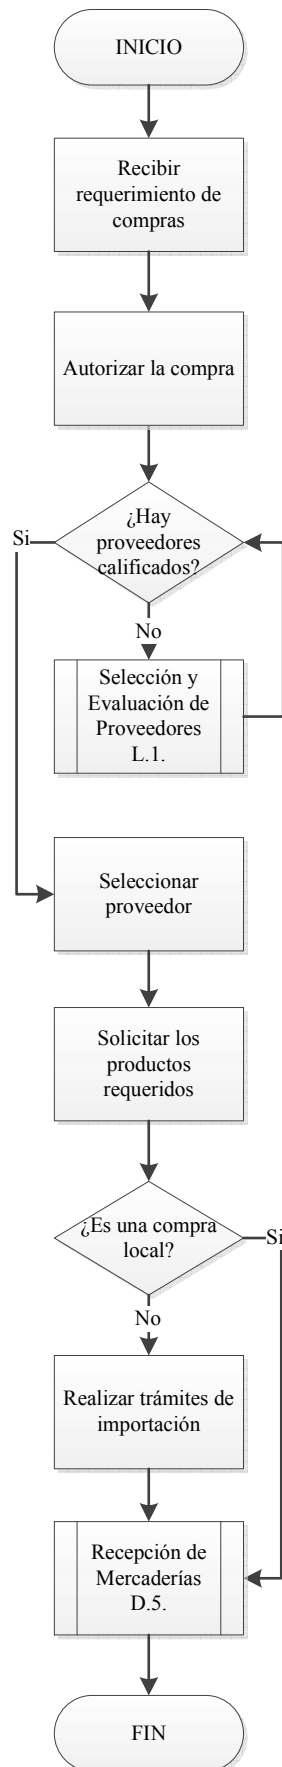 INICIO
Recibir
requerimiento de
compras
Autorizar la compra
¿Hay
proveedores
calificados?
Si
No
Selección y
Evaluación de
Proveedores
L.1.
Seleccionar
proveedor
Solicitar los
productos
requeridos
¿Es una compra
local?
Si
No
Realizar trámites de
importación
Recepción de
Mercaderías
D.5.
FIN